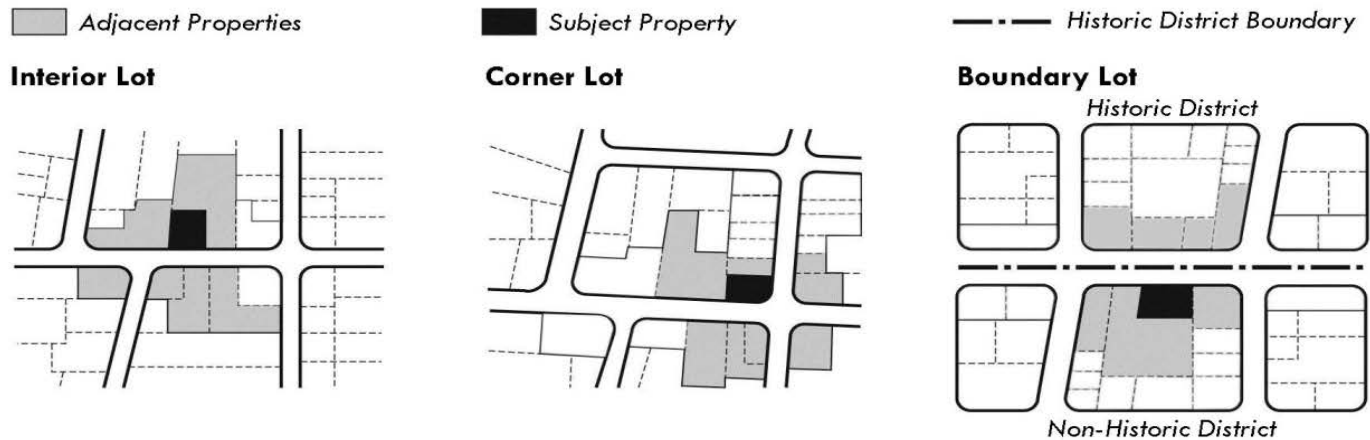 Adjacent Properties
Subject Property
Historic District Boundary
Interior Lot
Corner Lot
Boundary Lot
Historic District
Non-Historic District